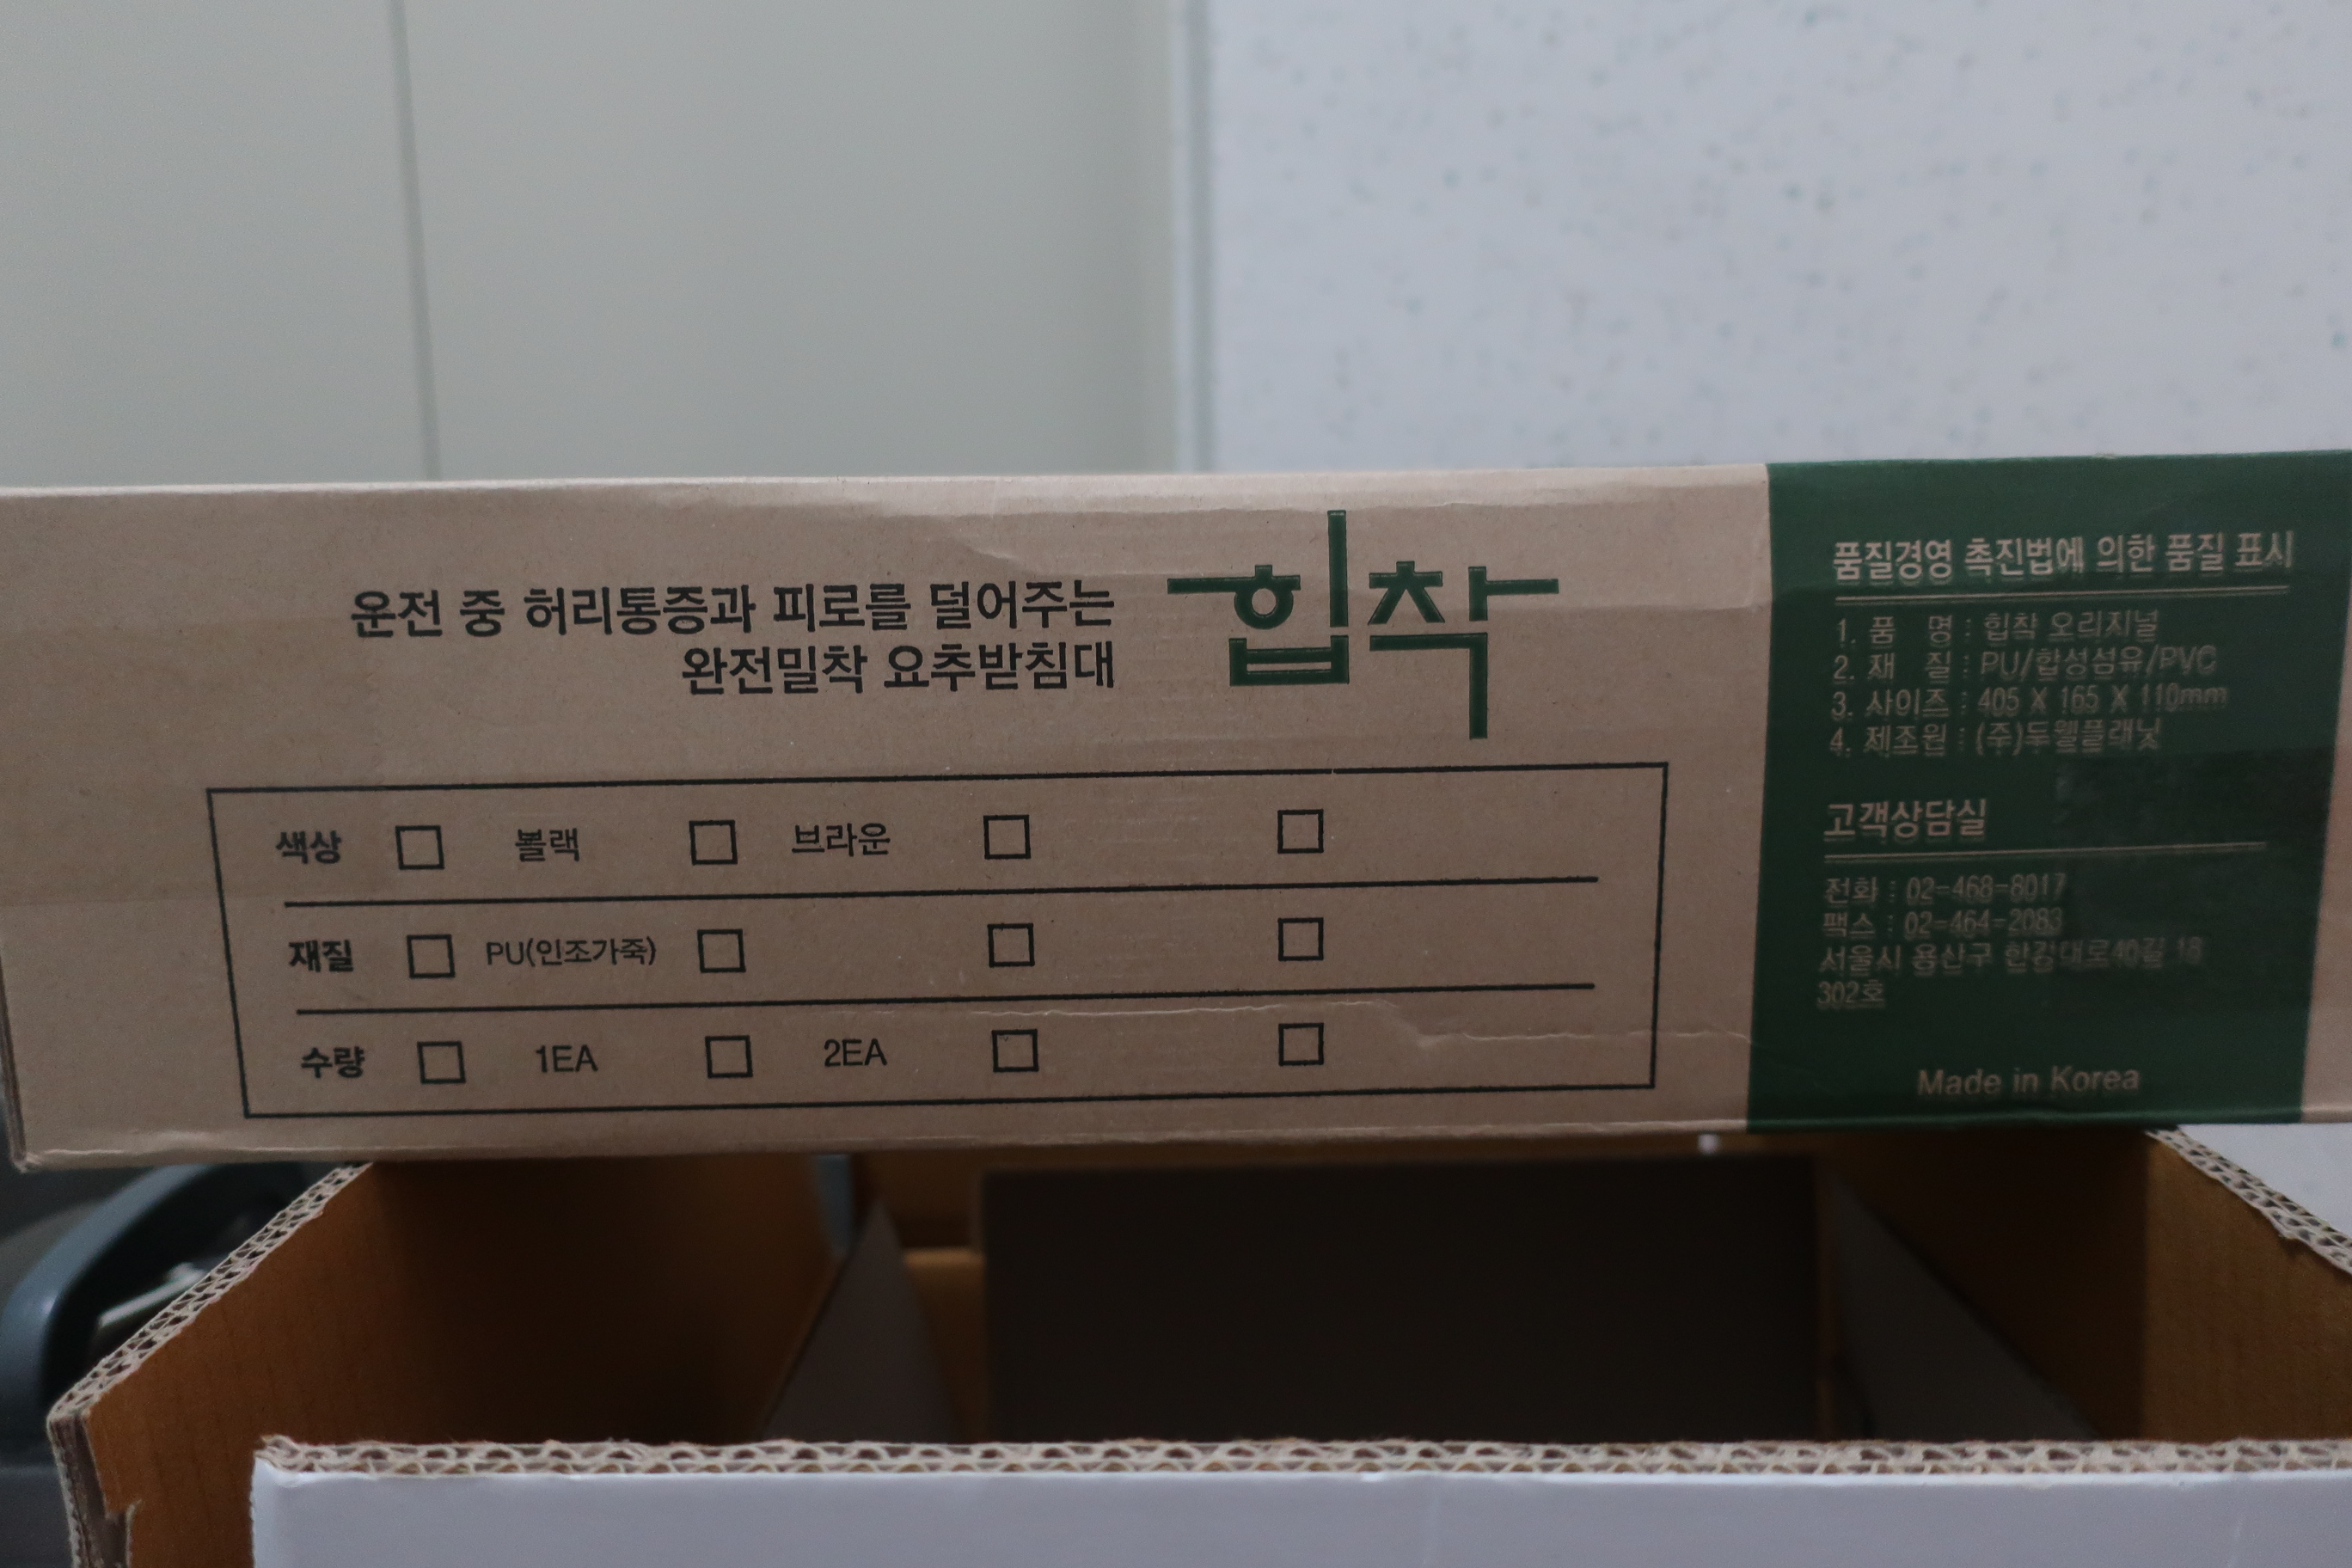 운전 중 허리통증과 피로를 덜어주는
완전밀착 요추받침대
힙착
색상 □ 볼랙 □ 브라운 □ □
재질 □ PU(인조가죽) □ □ □
수량 □ 1EA □ 2EA □ □
품질경영 촉진법에 의한 품질 표시
1. 품 명 : 힙착 오리지널
2. 재 질 : PU/합성섬유/PVC
3. 사이즈 : 405 X 165 X 110mm
4. 제조원 : (주)두웰플래닛
고객상담실
전화 : 02-468-8017
팩스 : 02-464-2083
서울시 용산구 한강대로40길 18
302호
Made in Korea